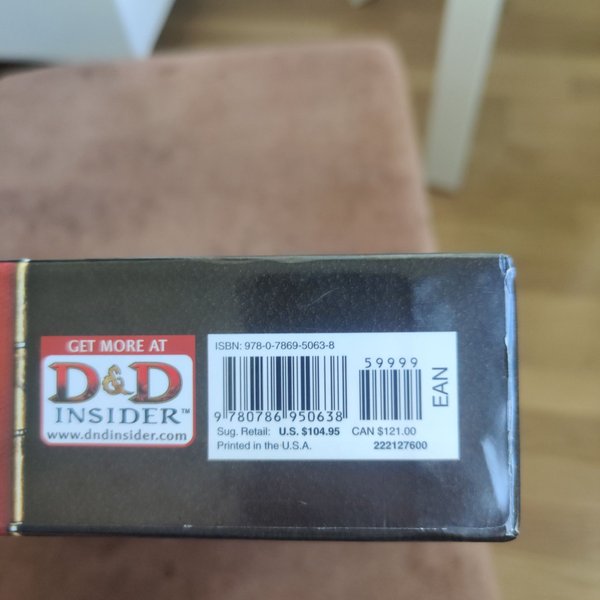 GET MORE AT
D&D
INSIDER™
www.dndinsider.com
ISBN: 978-0-7869-5063-8
59999
EAN
9 780786 950638
Sug. Retail: U.S. $104.95 CAN $121.00
Printed in the U.S.A. 222127600